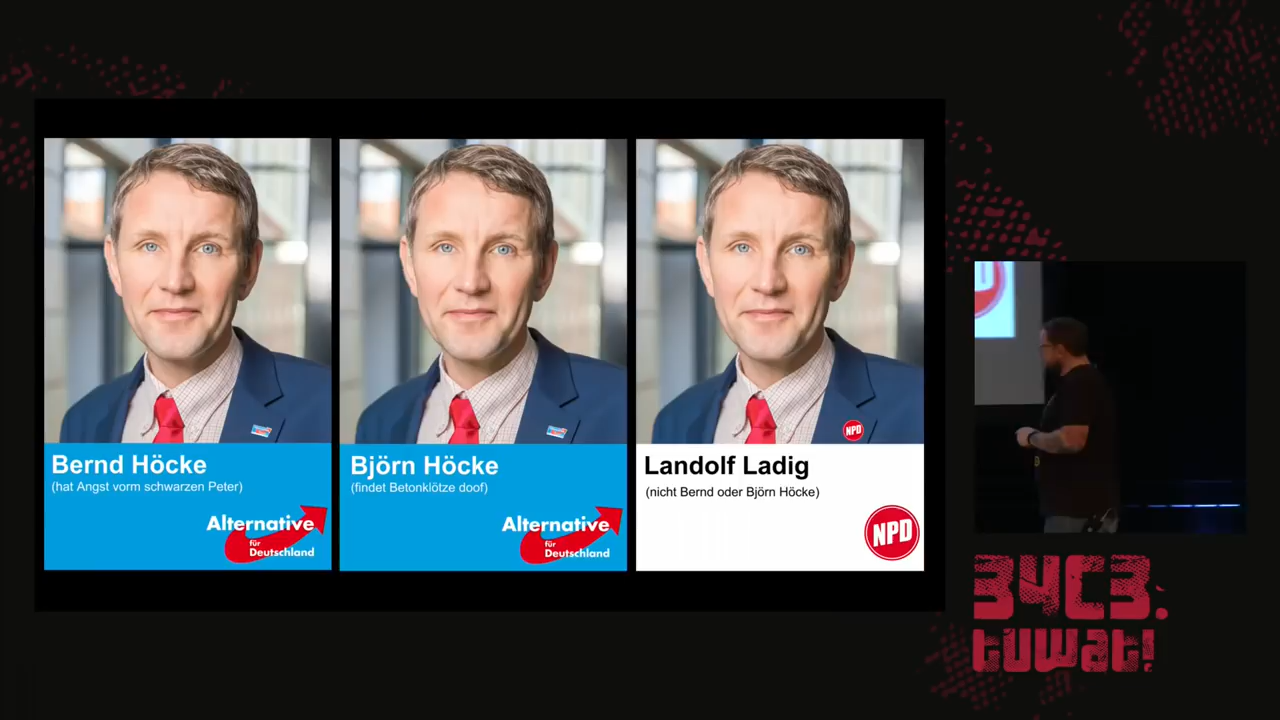 Bernd Höcke
(hat Angst vorm schwarzen Peter)
Alternative
für
Deutschland
Björn Höcke
(findet Betonklötze doof)
Alternative
für
Deutschland
NPD
Landolf Ladig
(nicht Bernd oder Björn Höcke)
NPD
34C3.
tuwat!